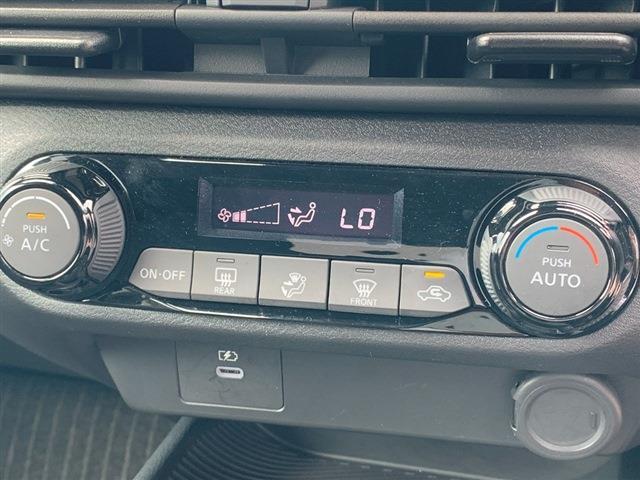 LO
PUSH
A/C
ON·OFF
REAR
FRONT
PUSH
AUTO